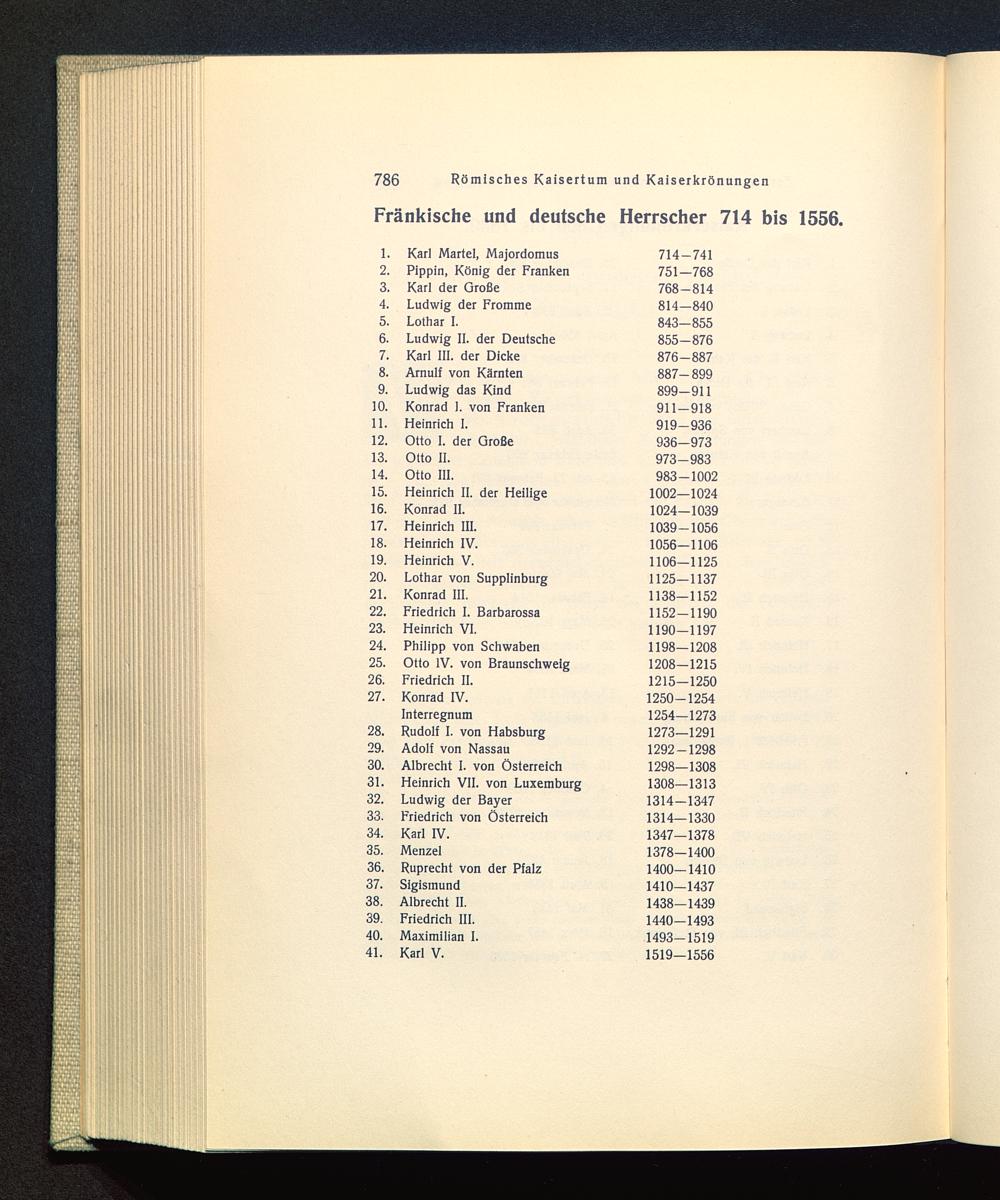 786 Römisches Kaisertum und Kaiserkrönungen
Fränkische und deutsche Herrscher 714 bis 1556.
1. Karl Martel, Majordomus 714—741
2. Pippin, König der Franken 751—768
3. Karl der Große 768—814
4. Ludwig der Fromme 814—840
5. Lothar I. 843—855
6. Ludwig II. der Deutsche 855—876
7. Karl III. der Dicke 876—887
8. Arnulf von Kärnten 887—899
9. Ludwig das Kind 899—911
10. Konrad I. von Franken 911—918
11. Heinrich I. 919—936
12. Otto I. der Große 936—973
13. Otto II. 973—983
14. Otto III. 983—1002
15. Heinrich II. der Heilige 1002—1024
16. Konrad II. 1024—1039
17. Heinrich III. 1039—1056
18. Heinrich IV. 1056—1106
19. Heinrich V. 1106—1125
20. Lothar von Supplinburg 1125—1137
21. Konrad III. 1138—1152
22. Friedrich I. Barbarossa 1152—1190
23. Heinrich VI. 1190—1197
24. Philipp von Schwaben 1198—1208
25. Otto IV. von Braunschweig 1208—1215
26. Friedrich II. 1215—1250
27. Konrad IV. 1250—1254
Interregnum 1254—1273
28. Rudolf I. von Habsburg 1273—1291
29. Adolf von Nassau 1292—1298
30. Albrecht I. von Österreich 1298—1308
31. Heinrich VII. von Luxemburg 1308—1313
32. Ludwig der Bayer 1314—1347
33. Friedrich von Österreich 1314—1330
34. Karl IV. 1347—1378
35. Menzel 1378—1400
36. Ruprecht von der Pfalz 1400—1410
37. Sigismund 1410—1437
38. Albrecht II. 1438—1439
39. Friedrich III. 1440—1493
40. Maximilian I. 1493—1519
41. Karl V. 1519—1556